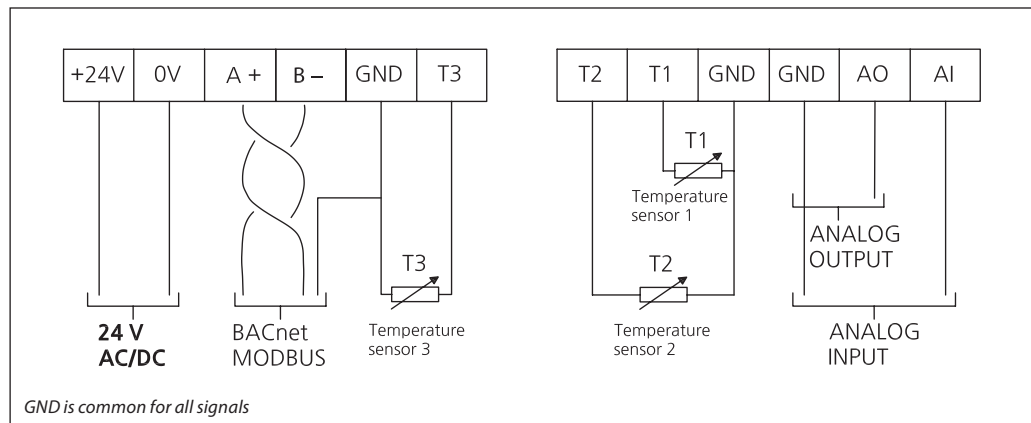 +24V 0V A + B – GND T3
T2 T1 GND GND AO AI
T1
Temperature
sensor 1
ANALOG
OUTPUT
T3
T2
24 V
AC/DC
BACnet
MODBUS
Temperature
sensor 3
Temperature
sensor 2
ANALOG
INPUT
GND is common for all signals